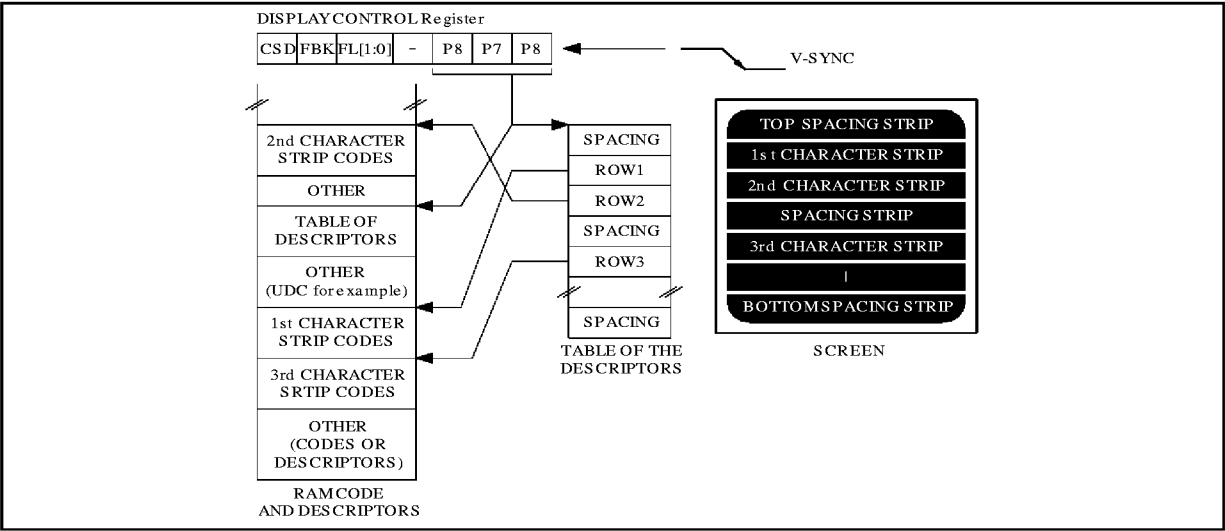 DISPLAY CONTROL Register
CSD FBK FL[1:0] - P8 P7 P8
V-SYNC
2nd CHARACTER
STRIP CODES
OTHER
TABLE OF
DESCRIPTORS
OTHER
(UDC for example)
1st CHARACTER
STRIP CODES
3rd CHARACTER
SRTIP CODES
OTHER
(CODES OR
DESCRIPTORS)
RAM CODE
AND DESCRIPTORS
SPACING
ROW1
ROW2
SPACING
ROW3
SPACING
TABLE OF THE
DESCRIPTORS
TOP SPACING STRIP
1st CHARACTER STRIP
2nd CHARACTER STRIP
SPACING STRIP
3rd CHARACTER STRIP
|
BOTTOM SPACING STRIP
SCREEN